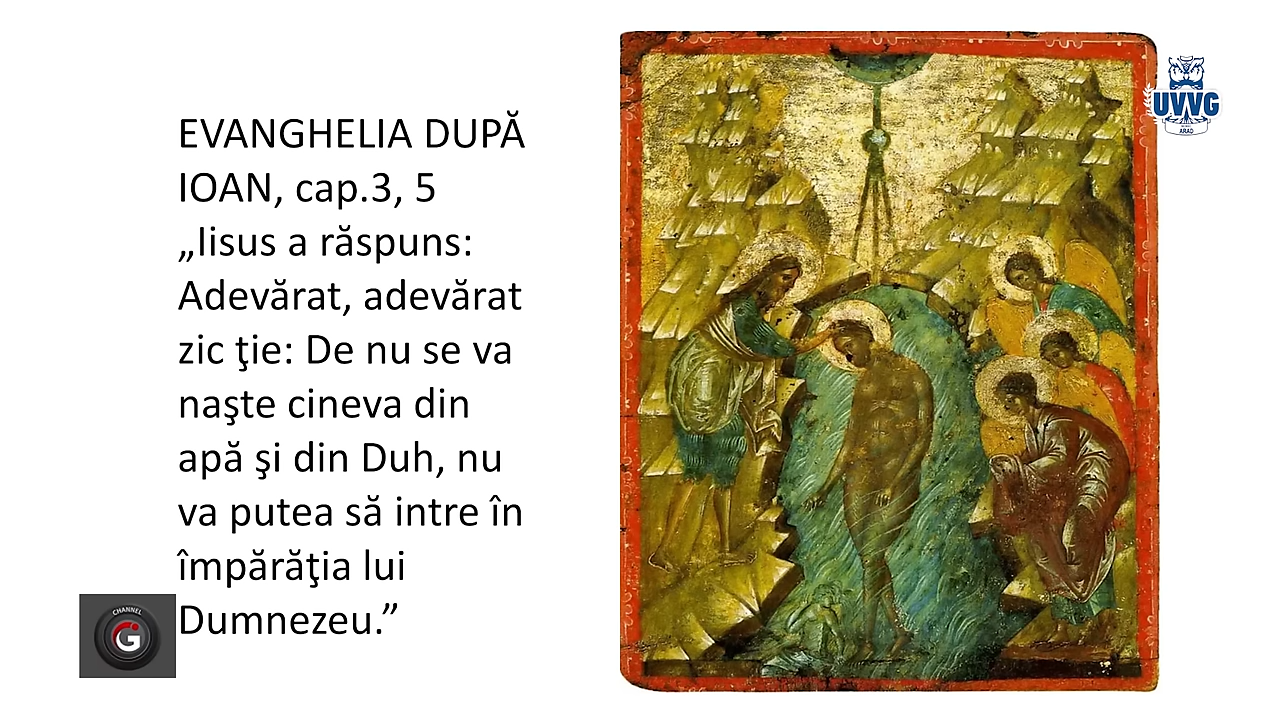 EVANGHELIA DUPĂ
IOAN, cap.3, 5
„Iisus a răspuns:
Adevărat, adevărat
zic ţie: De nu se va
naşte cineva din
apă şi din Duh, nu
va putea să intre în
împărăţia lui
Dumnezeu.”
CHANNEL
G
UVVG
ARAD